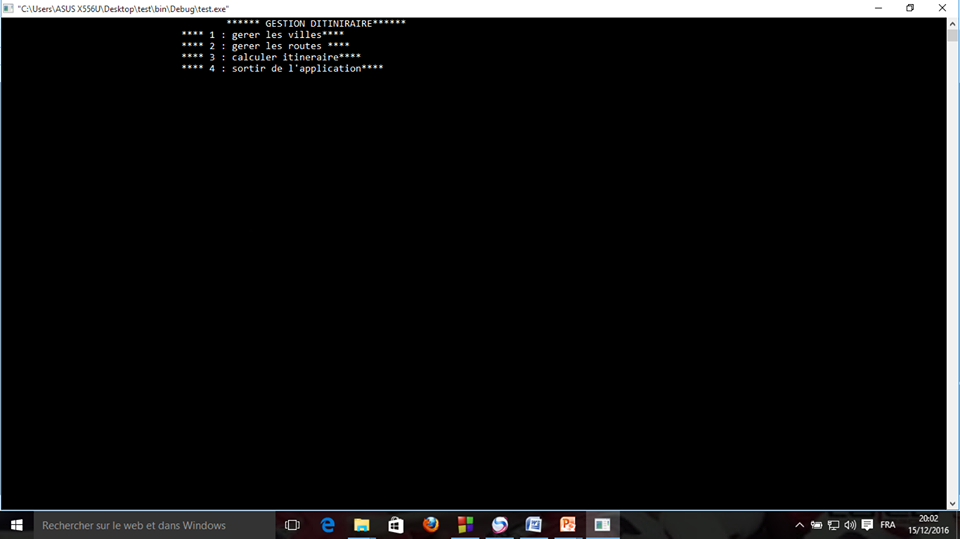 "C:\Users\ASUS X556U\Desktop\test\bin\Debug\test.exe"
****** GESTION DITINIRAIRE******
**** 1 : gerer les villes****
**** 2 : gerer les routes ****
**** 3 : calculer itineraire****
**** 4 : sortir de l'application****
Rechercher sur le web et dans Windows
FRA
20:02
15/12/2016